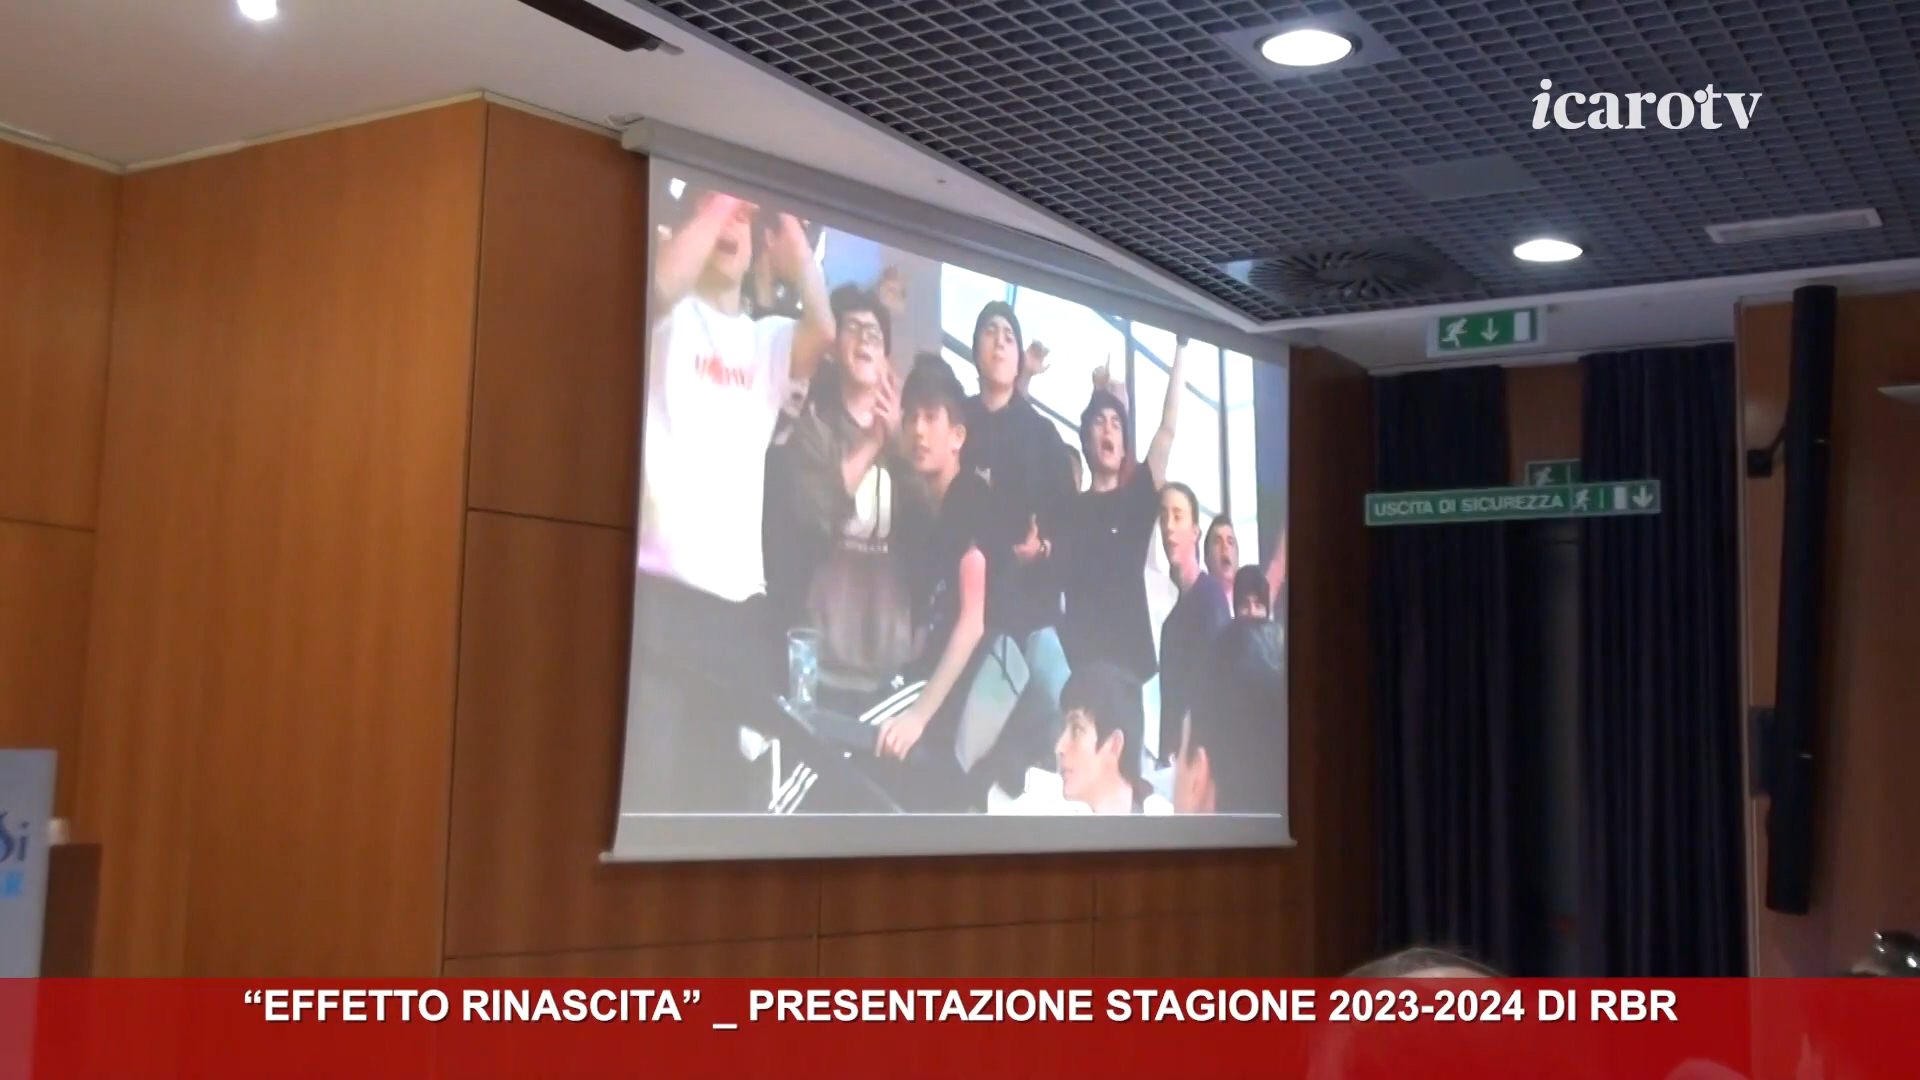 icarotv
USCITA DI SICUREZZA
“EFFETTO RINASCITA” _ PRESENTAZIONE STAGIONE 2023-2024 DI RBR